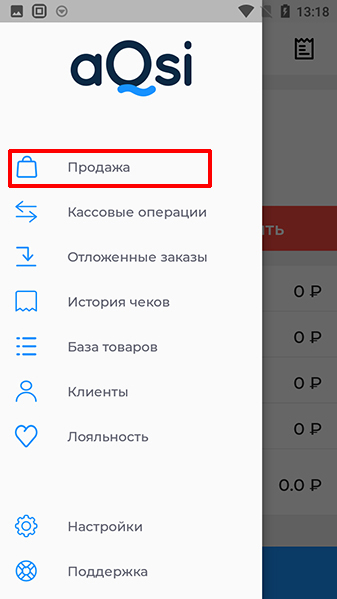 13:18
aQsi
Продажа
Кассовые операции
Отложенные заказы
История чеков
База товаров
Клиенты
Лояльность
Настройки
Поддержка
0 ₽
0 ₽
0 ₽
0 ₽
0.0 ₽